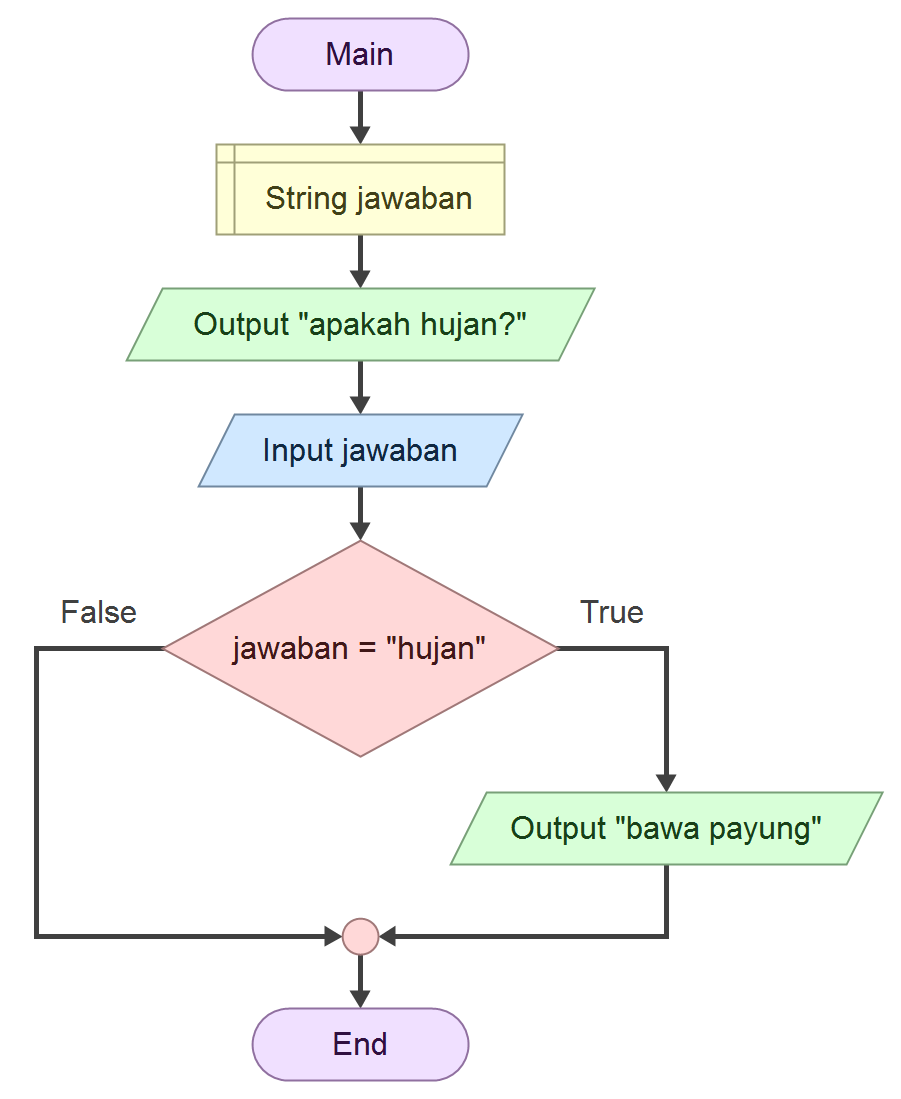 Main
String jawaban
Output "apakah hujan?"
Input jawaban
False
True
jawaban = "hujan"
Output "bawa payung"
End